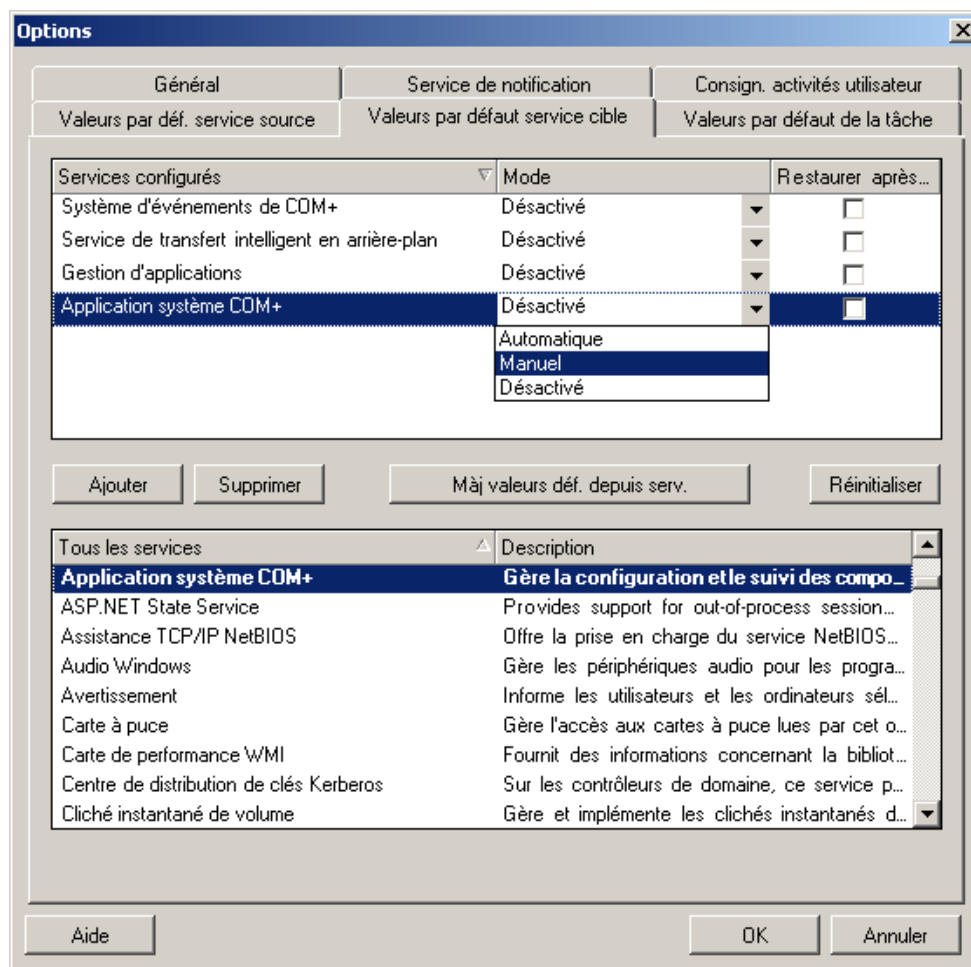 Options
Général Service de notification Consign. activités utilisateur
Valeurs par déf. service source Valeurs par défaut service cible Valeurs par défaut de la tâche
Services configurés Mode Restaurer après...
Système d'événements de COM+ Désactivé
Service de transfert intelligent en arrière-plan Désactivé
Gestion d'applications Désactivé
Application système COM+ Désactivé
Automatique
Manuel
Désactivé
Ajouter Supprimer Màj valeurs déf. depuis serv. Réinitialiser
Tous les services Description
Application système COM+ Gère la configuration et le suivi des compo...
ASP.NET State Service Provides support for out-of-process session...
Assistance TCP/IP NetBIOS Offre la prise en charge du service NetBIOS...
Audio Windows Gère les périphériques audio pour les progra...
Avertissement Informe les utilisateurs et les ordinateurs sél...
Carte à puce Gère l'accès aux cartes à puce lues par cet o...
Carte de performance WMI Fournit des informations concernant la bibliot...
Centre de distribution de clés Kerberos Sur les contrôleurs de domaine, ce service p...
Cliché instantané de volume Gère et implémente les clichés instantanés d...
Aide OK Annuler